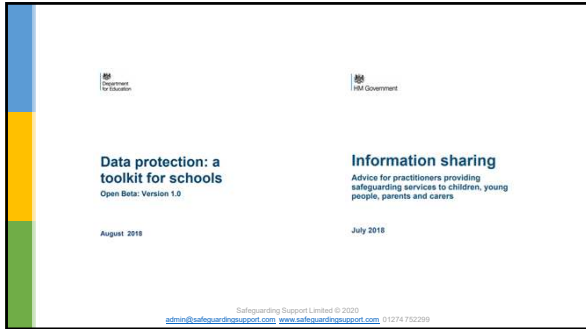 Department
for Education
Data protection: a
toolkit for schools
Open Beta: Version 1.0
August 2018
HM Government
Information sharing
Advice for practitioners providing
safeguarding services to children, young
people, parents and carers
July 2018
Safeguarding Support Limited © 2020
admin@safeguardingsupport.com www.safeguardingsupport.com 01274 752299